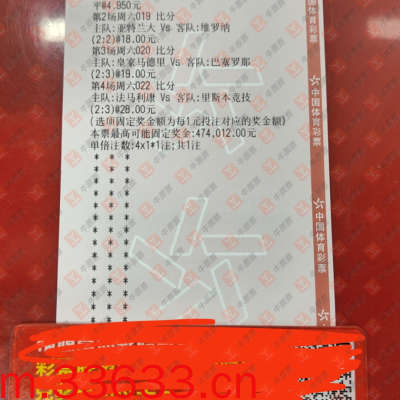 平@4.850元
第2场周六019 比分
主队:亚特兰大 Vs 客队:维罗纳
(2:2)@18.00元
第3场周六020 比分
主队:皇家马德里 Vs 客队:巴塞罗那
(2:3)@19.00元
第4场周六022 比分
主队:法马利康 Vs 客队:里斯本竞技
(2:3)@28.00元
(选项固定奖金额为每1元投注对应的奖金额)
本票最高可能固定奖金:474,012.00元
单倍注数:4x1*1注;共1注
中国体育彩票
中国体育彩票
m.33633.cn